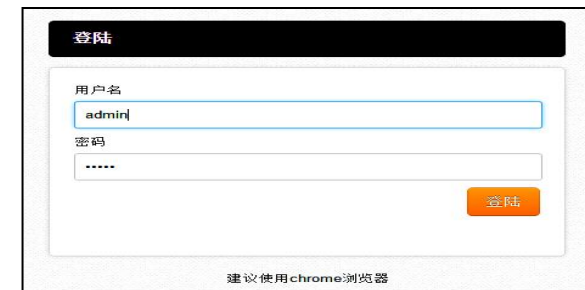 登陆
用户名
admin
密码
•••••
登陆
建议使用chrome浏览器